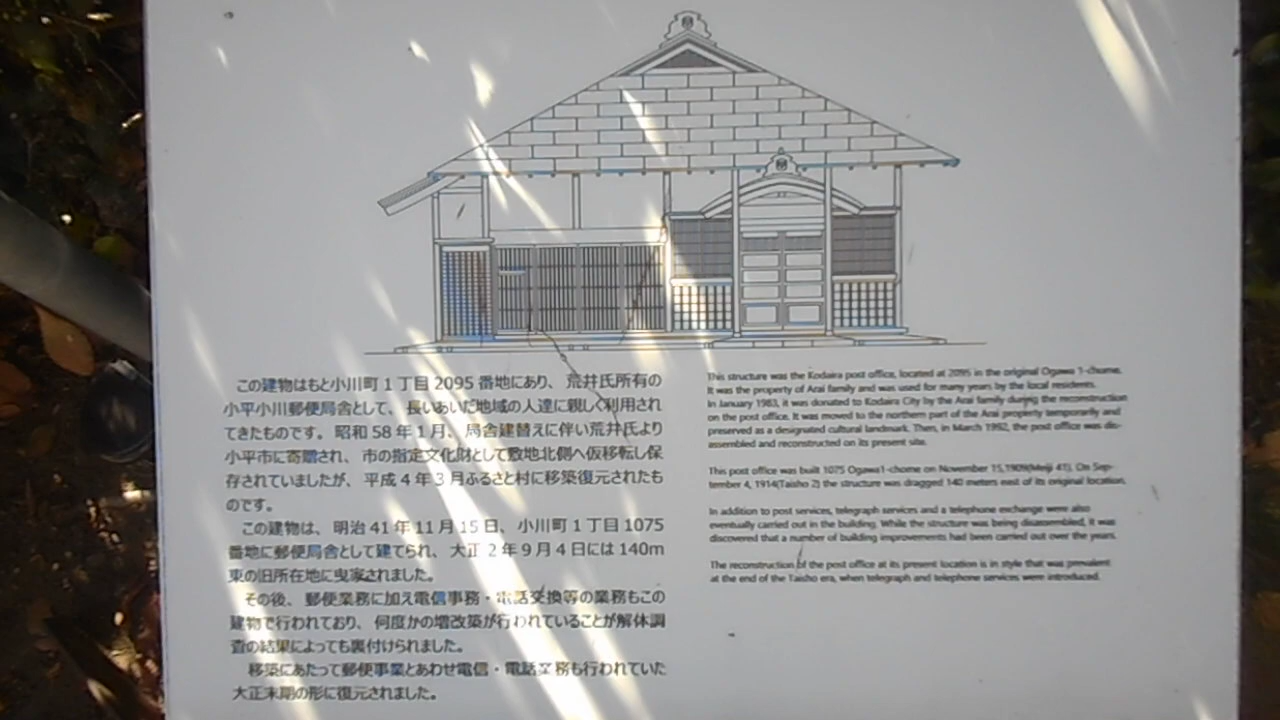 この建物はもと小川町1丁目2095番地にあり、荒井氏所有の
小平小川郵便局舎として、長いあいだ地域の人達に親しく利用され
てきたものです。昭和58年1月、局舎建替えに伴い荒井氏より
小平市に寄贈され、市の指定文化財として敷地北側へ仮移転し保
存されていましたが、平成4年3月ふるさと村に移築復元されたも
のです。
この建物は、明治41年11月15日、小川町1丁目1075
番地に郵便局舎として建てられ、大正2年9月4日には140m
東の旧所在地に曳家されました。
その後、郵便業務に加え電信事務・電話交換等の業務もこの
建物で行われており、何度かの増改築が行われていることが解体調
査の結果によっても裏付けられました。
移築にあたって郵便事業とあわせ電信・電話業務も行われていた
大正末期の形に復元されました。
This structure was the Kodaira post office, located at 2095 in the original Ogawa 1-chome.
It was the property of Arai family and was used for many years by the local residents.
In January 1983, it was donated to Kodaira City by the Arai family during the reconstruction
on the post office. It was moved to the northern part of the Arai property temporarily and
preserved as a designated cultural landmark. Then, in March 1992, the post office was dis-
assembled and reconstructed on its present site.
This post office was built 1075 Ogawa1-chome on November 15,1909(Meiji 41). On Sep-
tember 4, 1914(Taisho 2) the structure was dragged 140 meters east of its original location.
In addition to post services, telegraph services and a telephone exchange were also
eventually carried out in the building. While the structure was being disassembled, it was
discovered that a number of building improvements had been carried out over the years.
The reconstruction of the post office at its present location is in style that was prevalent
at the end of the Taisho era, when telegraph and telephone services were introduced.